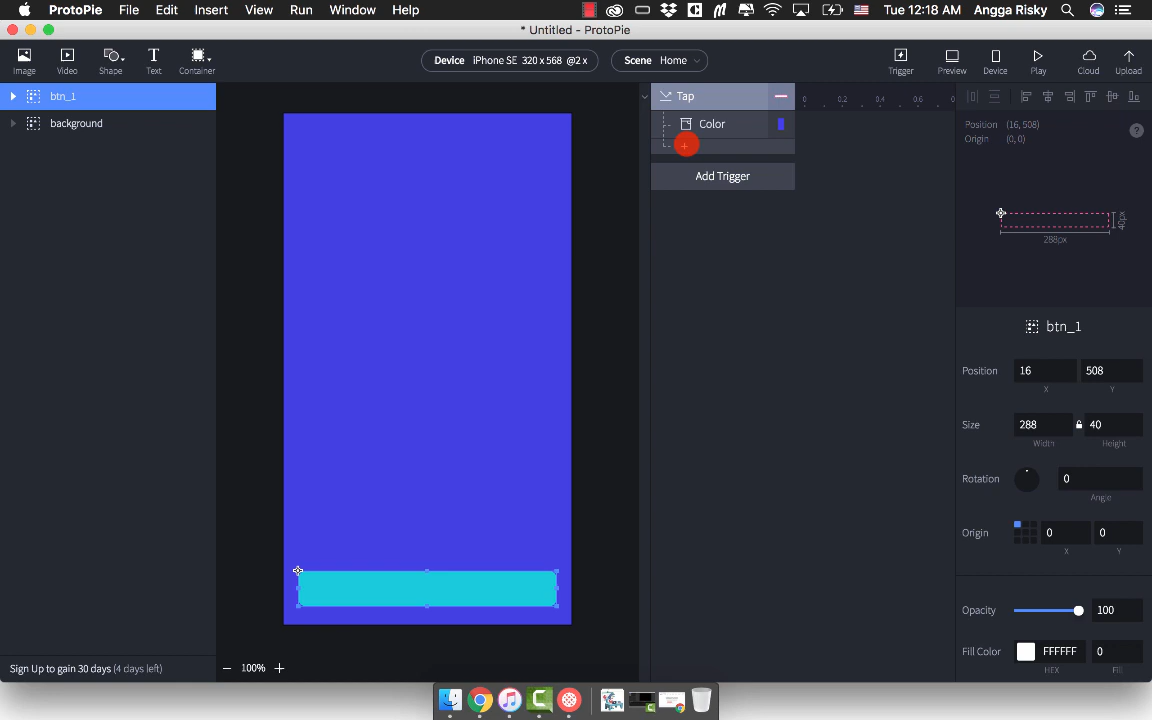 ProtoPie File Edit Insert View Run Window Help Tue 12:18 AM Angga Risky
* Untitled - ProtoPie
Image Video Shape Text Container
Device iPhone SE 320 x 568 @2 x
Scene Home
Trigger Preview Device Play Cloud Upload
btn_1
background
Tap
Color
+
Add Trigger
0 0.2 0.4 0.6 0
Position (16, 508)
Origin (0, 0)
?
40px
288px
btn_1
Position 16 508
X Y
Size 288 40
Width Height
Rotation 0
Angle
Origin 0 0
X Y
Opacity 100
Fill Color FFFFFF 0
HEX Fill
Sign Up to gain 30 days (4 days left)
100%